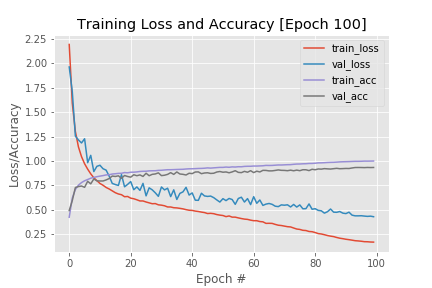 Training Loss and Accuracy [Epoch 100]
2.25
2.00
1.75
1.50
1.25
1.00
0.75
0.50
0.25
Loss/Accuracy
train_loss
val_loss
train_acc
val_acc
0 20 40 60 80 100
Epoch #